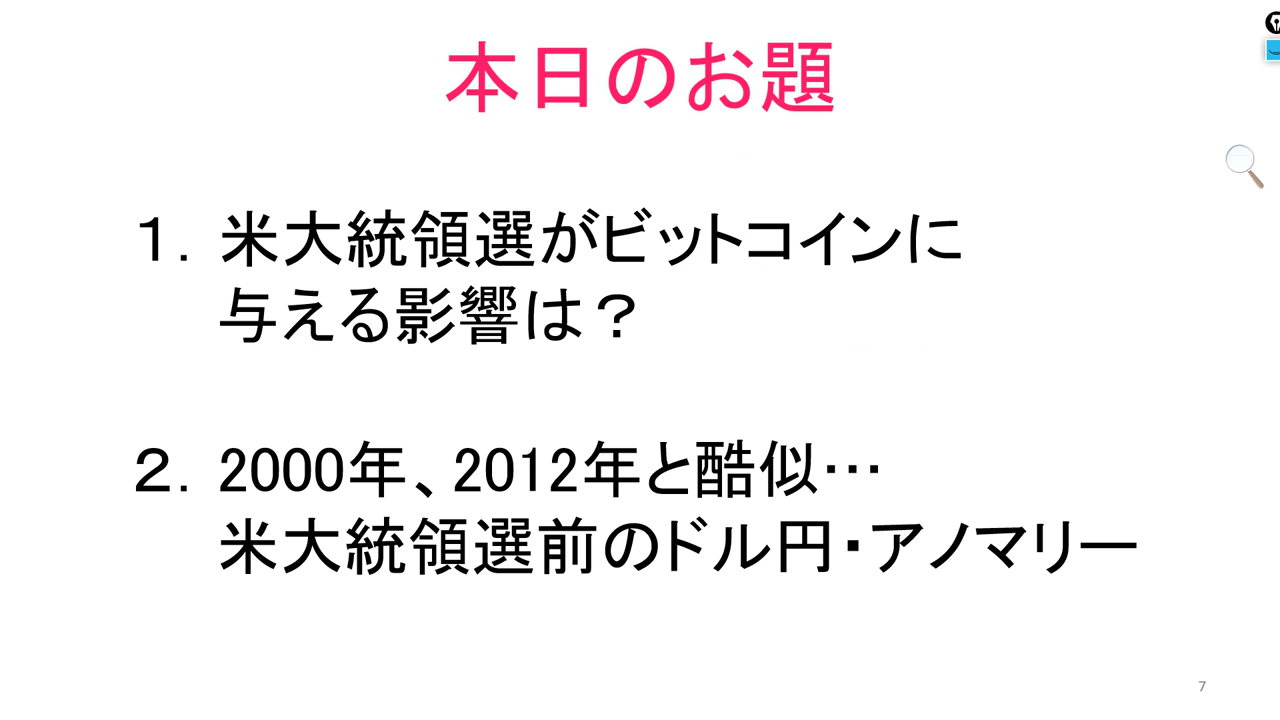 本日のお題
１．米大統領選がビットコインに
与える影響は？
２．2000年、2012年と酷似…
米大統領選前のドル円・アノマリー
7